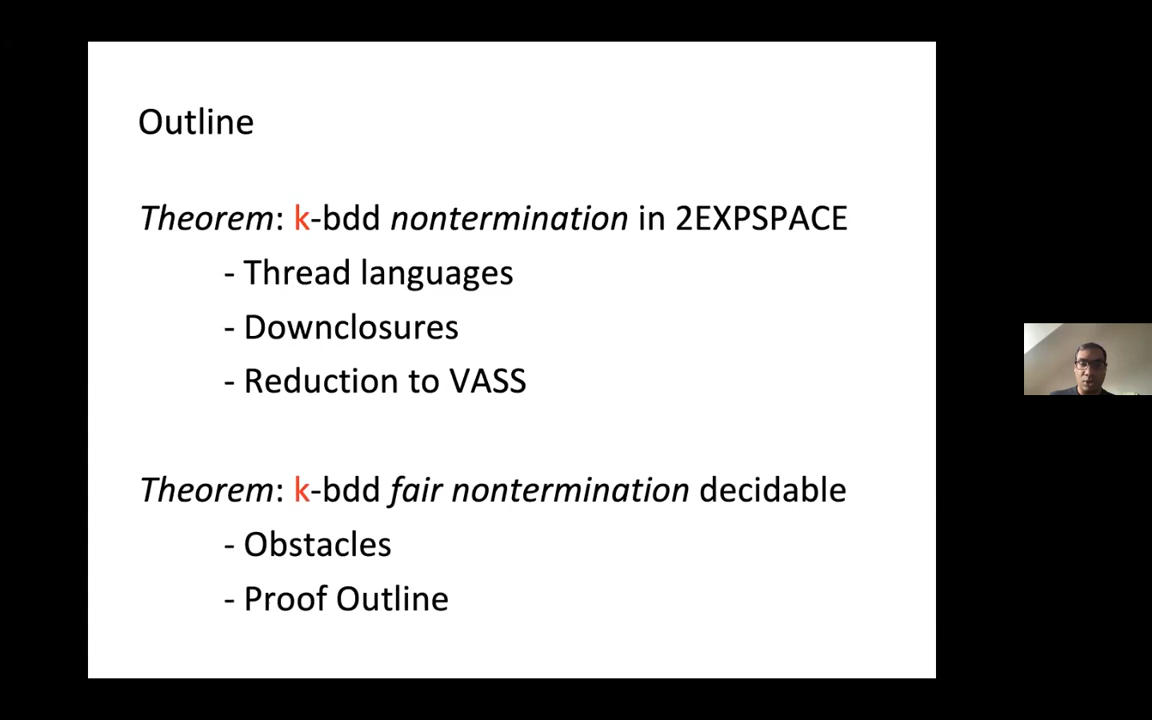 Outline
Theorem: k-bdd nontermination in 2EXPSPACE
- Thread languages
- Downclosures
- Reduction to VASS
Theorem: k-bdd fair nontermination decidable
- Obstacles
- Proof Outline